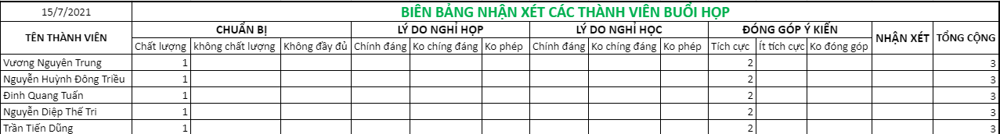 15/7/2021 BIÊN BẢNG NHẬN XÉT CÁC THÀNH VIÊN BUỔI HỌP
TÊN THÀNH VIÊN CHUẨN BỊ LÝ DO NGHỈ HỌP LÝ DO NGHỈ HỌC ĐÓNG GÓP Ý KIẾN NHẬN XÉT TỔNG CỘNG
Chất lượng không chất lượng Không đầy đủ Chính đáng Ko chíng đáng Ko phép Chính đáng Ko chíng đáng Ko phép Tích cực Ít tích cực Ko đóng góp
Vương Nguyên Trung 1 2 3
Nguyễn Huỳnh Đông Triều 1 2 3
Đinh Quang Tuấn 1 2 3
Nguyễn Diệp Thế Tri 1 2 3
Trần Tiến Dũng 1 2 3